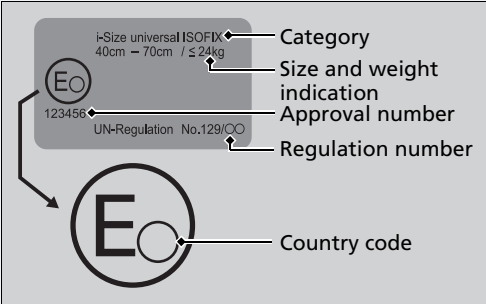 i-Size universal ISOFIX
40cm – 70cm / ≤ 24kg
E
123456
UN-Regulation No.129/○○
Category
Size and weight
indication
Approval number
Regulation number
E
Country code